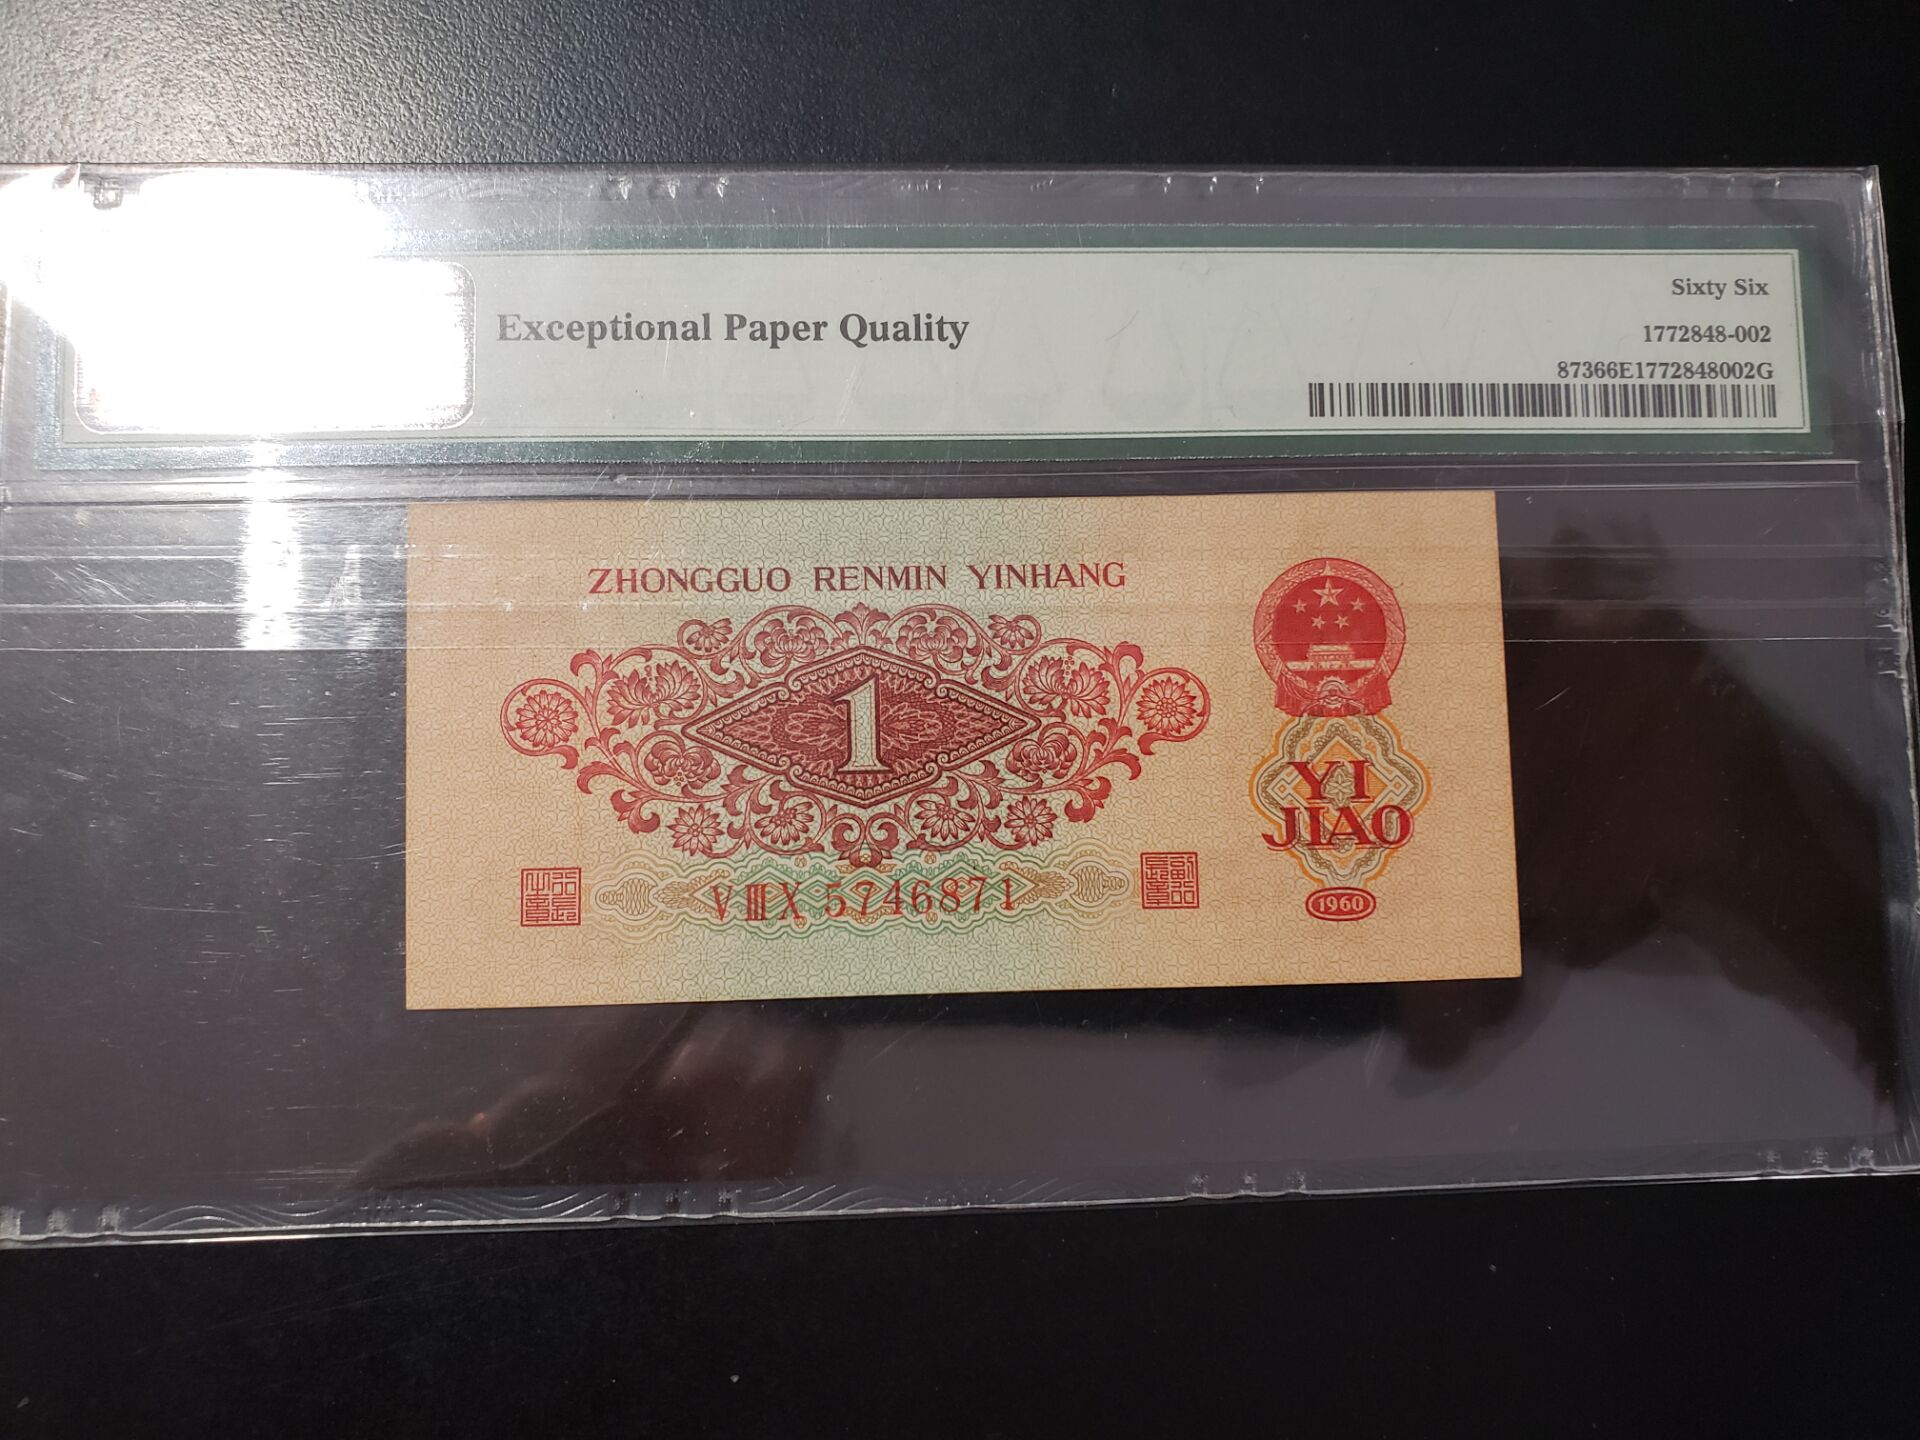 Exceptional Paper Quality
Sixty Six
1772848-002
87366E1772848002G
ZHONGGUO RENMIN YINHANG
1
YI
JIAO
VⅢX 5746871
1960